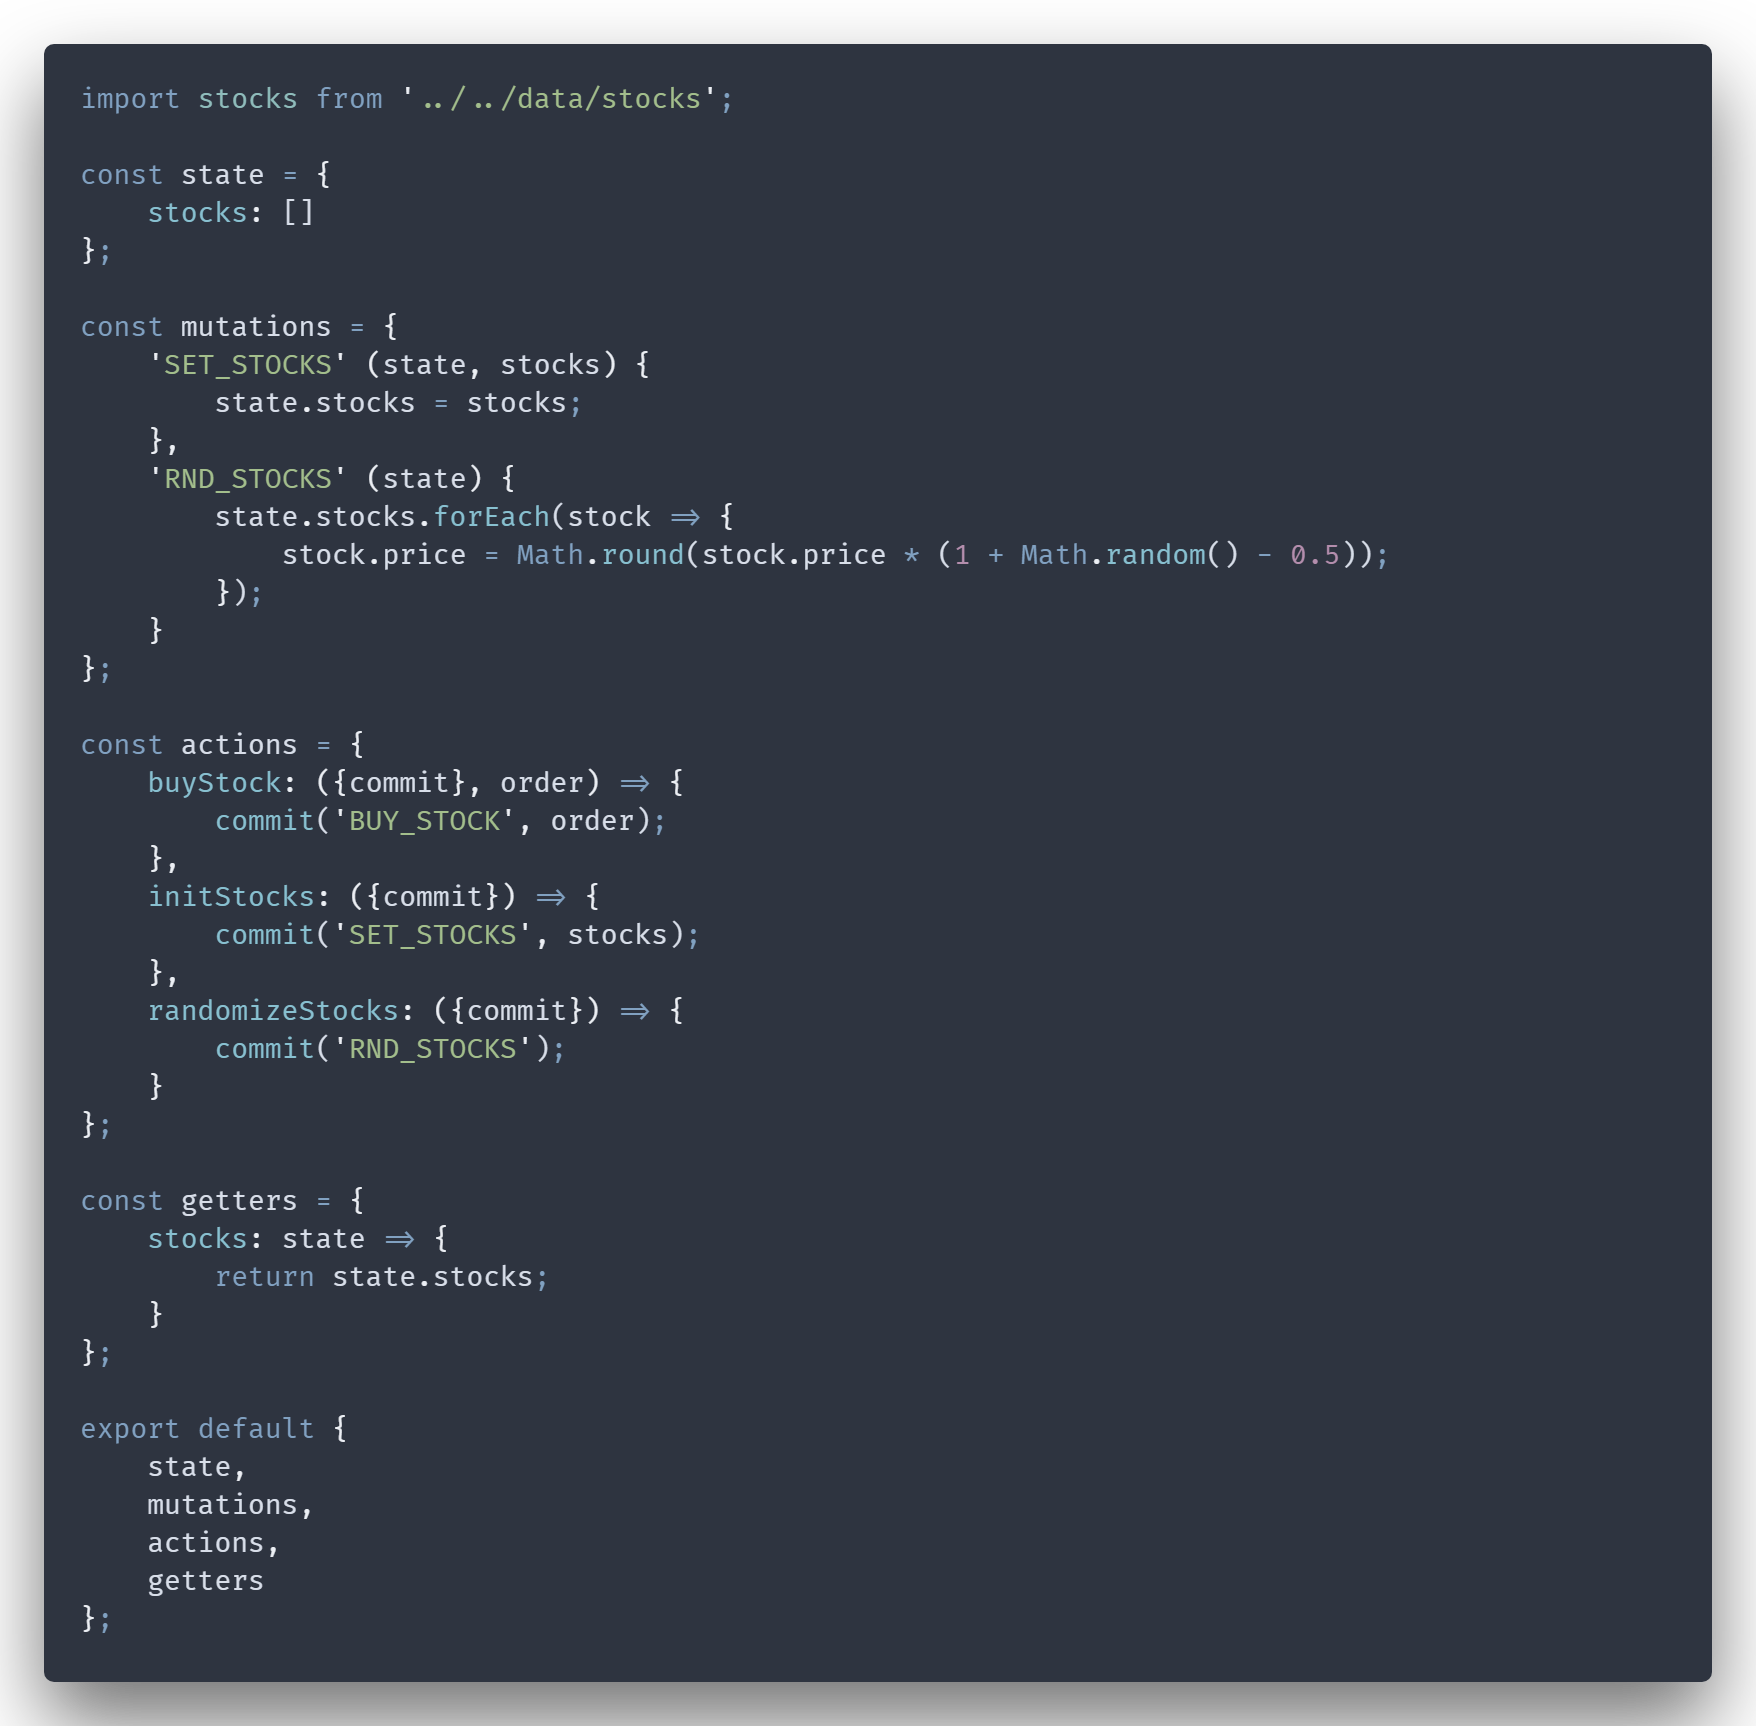 import stocks from '../../data/stocks';

const state = {
    stocks: []
};

const mutations = {
    'SET_STOCKS' (state, stocks) {
        state.stocks = stocks;
    },
    'RND_STOCKS' (state) {
        state.stocks.forEach(stock => {
            stock.price = Math.round(stock.price * (1 + Math.random() - 0.5));
        });
    }
};

const actions = {
    buyStock: ({commit}, order) => {
        commit('BUY_STOCK', order);
    },
    initStocks: ({commit}) => {
        commit('SET_STOCKS', stocks);
    },
    randomizeStocks: ({commit}) => {
        commit('RND_STOCKS');
    }
};

const getters = {
    stocks: state => {
        return state.stocks;
    }
};

export default {
    state,
    mutations,
    actions,
    getters
};